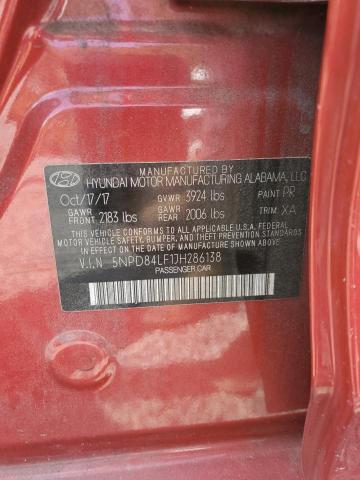 MANUFACTURED BY
HYUNDAI MOTOR MANUFACTURING ALABAMA, LLC
Oct/17/17 GVWR 3924 lbs PAINT PR
GAWR FRONT 2183 lbs GAWR REAR 2006 lbs TRIM XA
THIS VEHICLE CONFORMS TO ALL APPLICABLE U.S. FEDERAL MOTOR
VEHICLE SAFETY, BUMPER, AND THEFT PREVENTION STANDARDS
IN EFFECT ON THE DATE OF MANUFACTURE SHOWN ABOVE.
V.I.N 5NPD84LF1JH286138
PASSENGER CAR